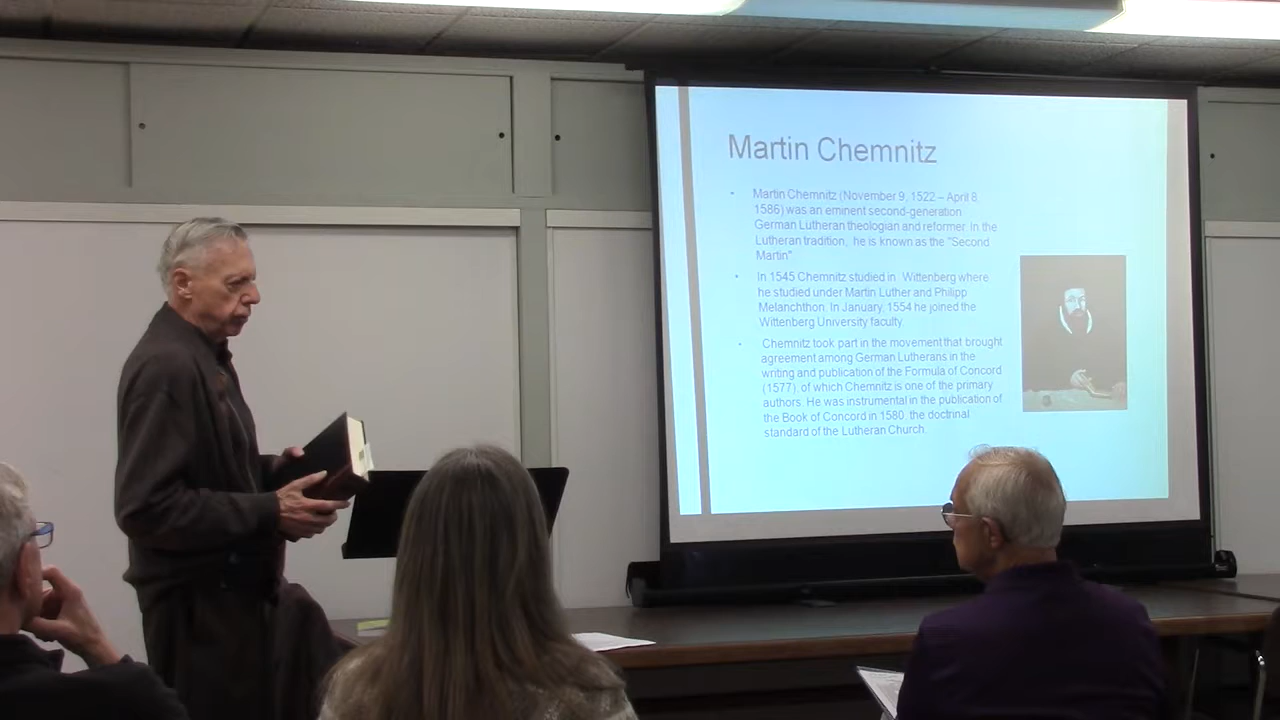 Martin Chemnitz
• Martin Chemnitz (November 9, 1522 – April 8,
1586) was an eminent second-generation
German Lutheran theologian and reformer. In the
Lutheran tradition, he is known as the "Second
Martin"
• In 1545 Chemnitz studied in Wittenberg where
he studied under Martin Luther and Philipp
Melanchthon. In January, 1554 he joined the
Wittenberg University faculty.
• Chemnitz took part in the movement that brought
agreement among German Lutherans in the
writing and publication of the Formula of Concord
(1577), of which Chemnitz is one of the primary
authors. He was instrumental in the publication of
the Book of Concord in 1580, the doctrinal
standard of the Lutheran Church.